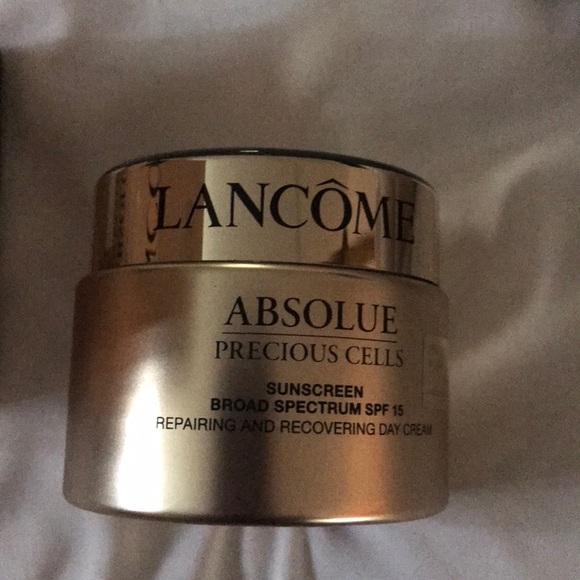 LANCÔME
ABSOLUE
PRECIOUS CELLS
SUNSCREEN
BROAD SPECTRUM SPF 15
REPAIRING AND RECOVERING DAY CREAM